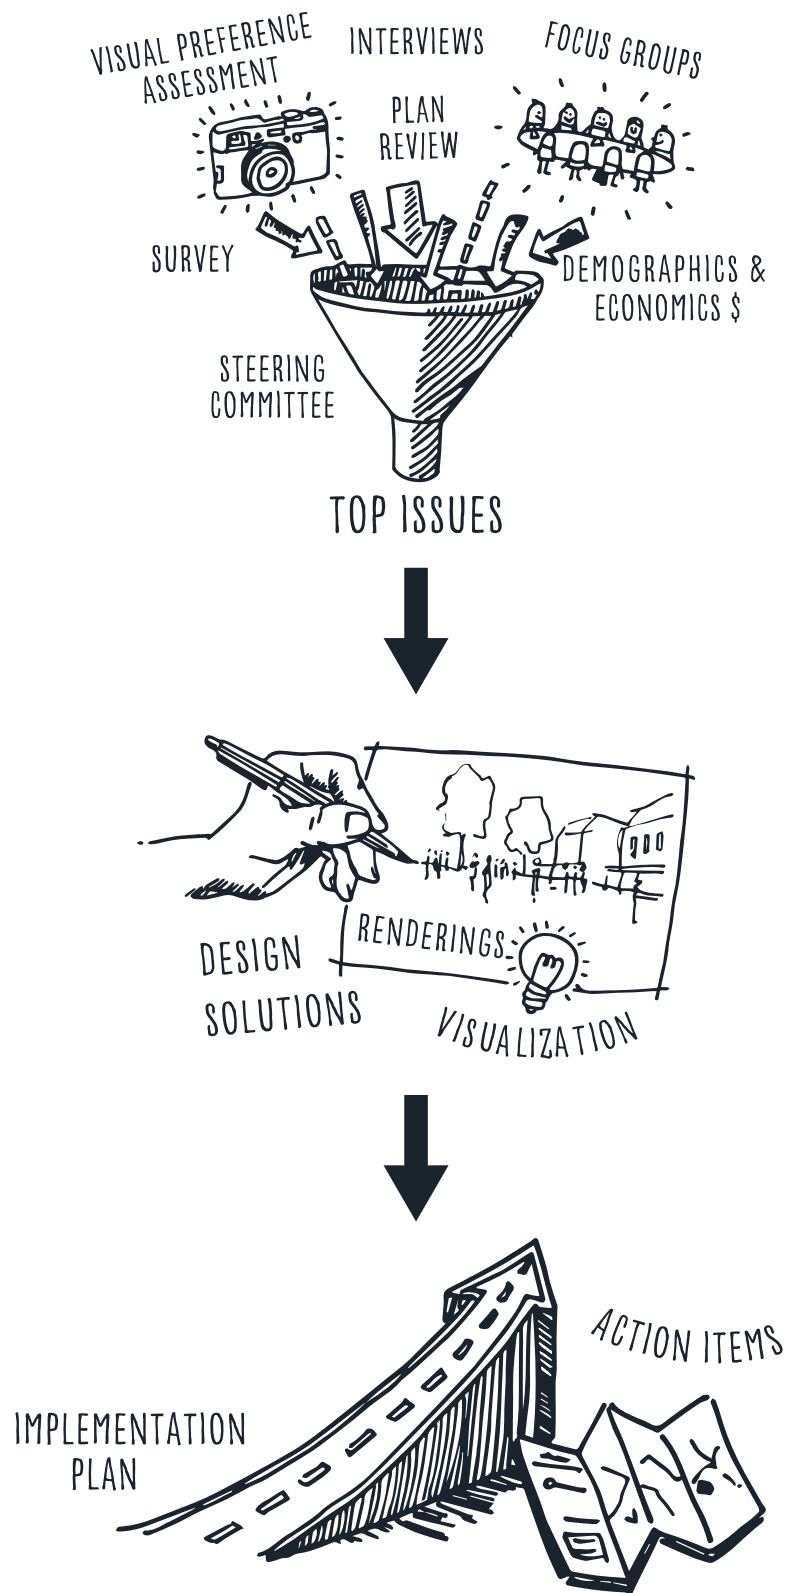 VISUAL PREFERENCE
ASSESSMENT
INTERVIEWS
FOCUS GROUPS
PLAN
REVIEW
SURVEY
DEMOGRAPHICS &
ECONOMICS $
STEERING
COMMITTEE
TOP ISSUES
RENDERINGS
DESIGN
SOLUTIONS
VISUALIZATION
ACTION ITEMS
IMPLEMENTATION
PLAN